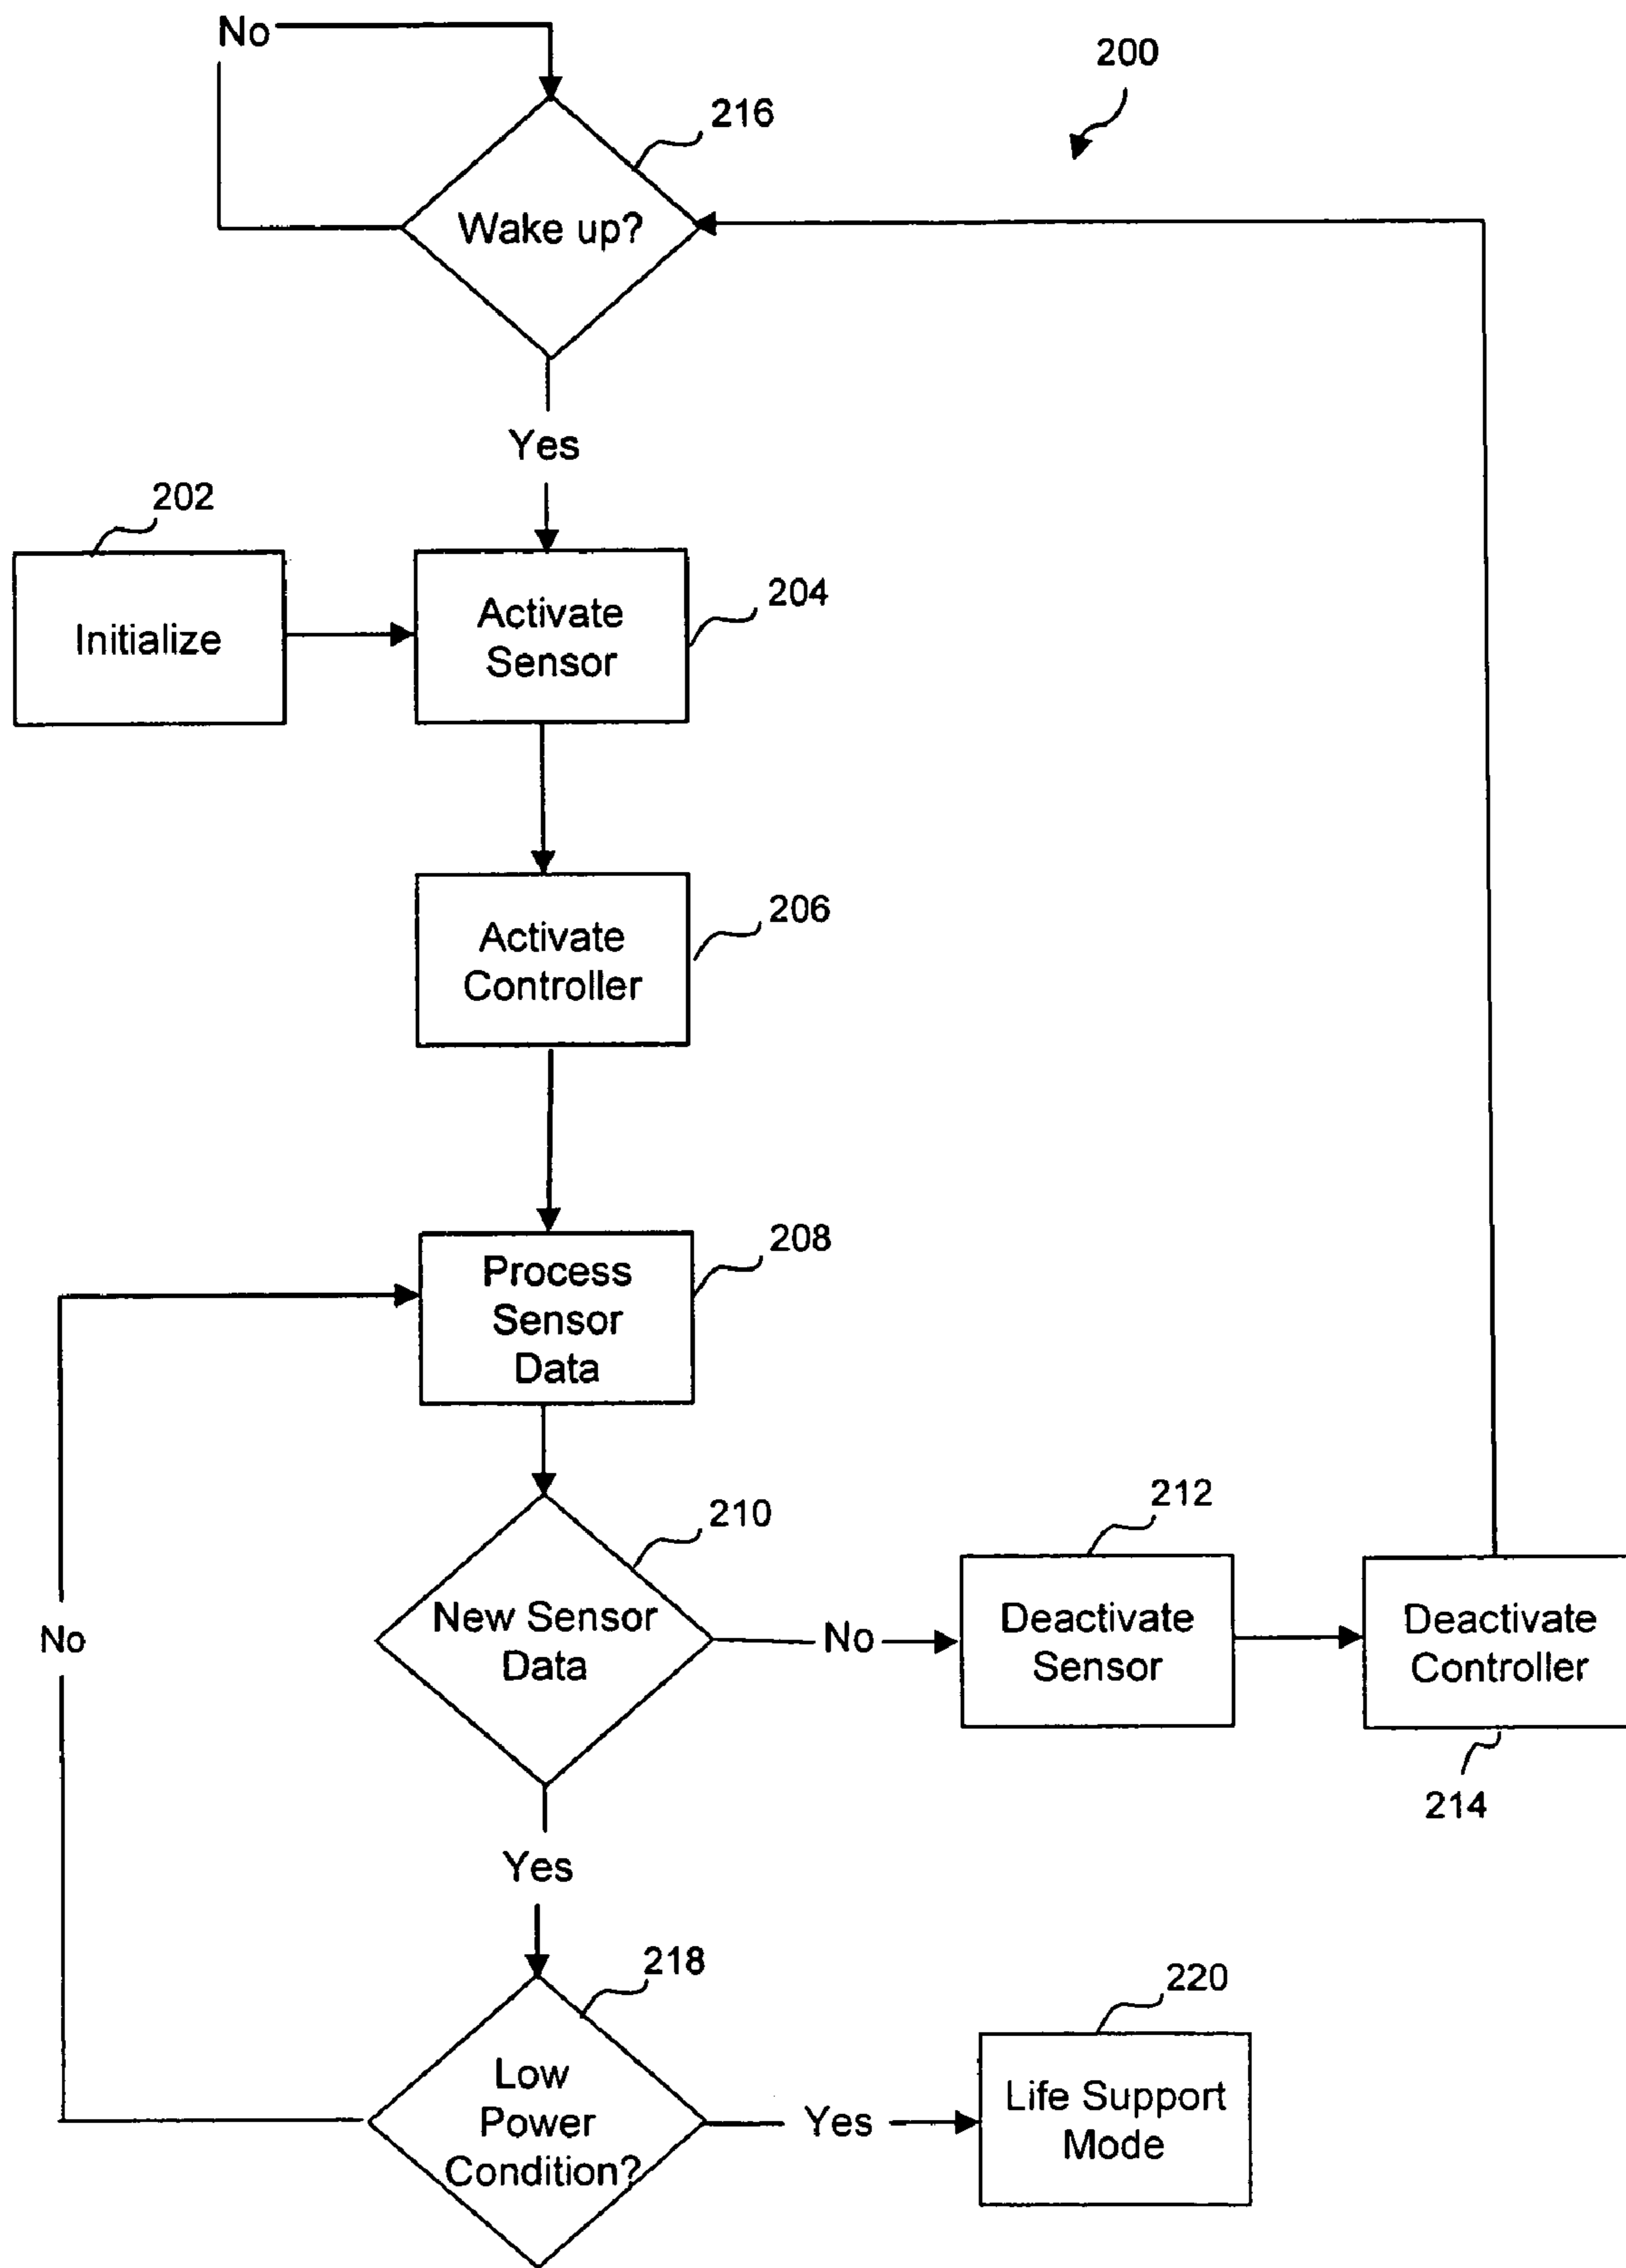 No
200
216
Wake up?
Yes
202
Initialize
Activate
Sensor
204
Activate
Controller
206
Process
Sensor
Data
208
New Sensor
Data
210
No
Deactivate
Sensor
212
Deactivate
Controller
214
No
Yes
Low
Power
Condition?
218
Yes
Life Support
Mode
220